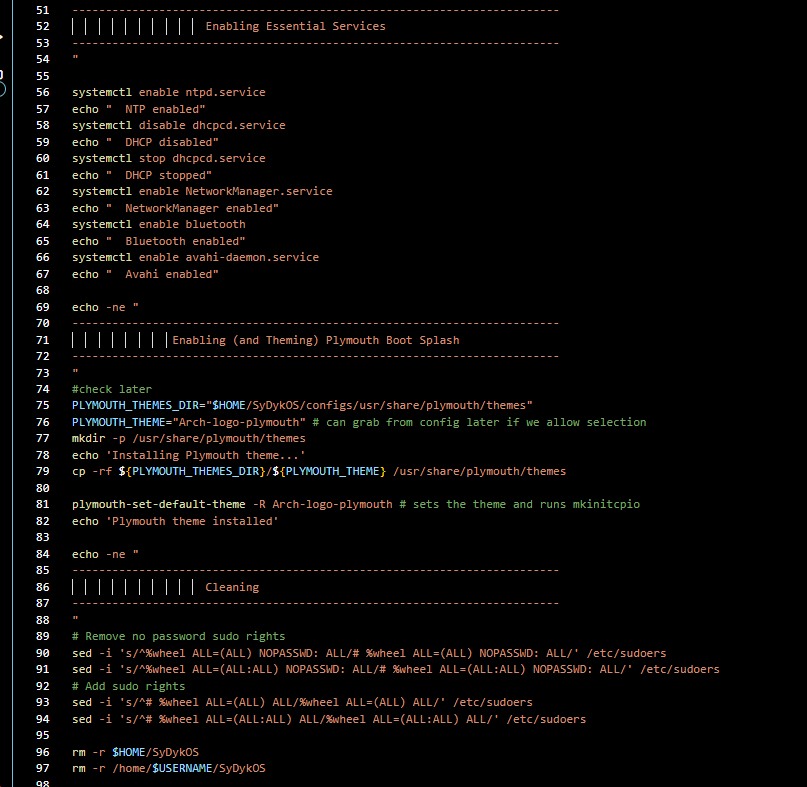 51 -------------------------------------------------------------------------
52 Enabling Essential Services
53 -------------------------------------------------------------------------
54 "
55
56 systemctl enable ntpd.service
57 echo "  NTP enabled"
58 systemctl disable dhcpcd.service
59 echo "  DHCP disabled"
60 systemctl stop dhcpcd.service
61 echo "  DHCP stopped"
62 systemctl enable NetworkManager.service
63 echo "  NetworkManager enabled"
64 systemctl enable bluetooth
65 echo "  Bluetooth enabled"
66 systemctl enable avahi-daemon.service
67 echo "  Avahi enabled"
68
69 echo -ne "
70 -------------------------------------------------------------------------
71 Enabling (and Theming) Plymouth Boot Splash
72 -------------------------------------------------------------------------
73 "
74 #check later
75 PLYMOUTH_THEMES_DIR="$HOME/SyDykOS/configs/usr/share/plymouth/themes"
76 PLYMOUTH_THEME="Arch-logo-plymouth" # can grab from config later if we allow selection
77 mkdir -p /usr/share/plymouth/themes
78 echo 'Installing Plymouth theme...'
79 cp -rf ${PLYMOUTH_THEMES_DIR}/${PLYMOUTH_THEME} /usr/share/plymouth/themes
80
81 plymouth-set-default-theme -R Arch-logo-plymouth # sets the theme and runs mkinitcpio
82 echo 'Plymouth theme installed'
83
84 echo -ne "
85 -------------------------------------------------------------------------
86 Cleaning
87 -------------------------------------------------------------------------
88 "
89 # Remove no password sudo rights
90 sed -i 's/^%wheel ALL=(ALL) NOPASSWD: ALL/# %wheel ALL=(ALL) NOPASSWD: ALL/' /etc/sudoers
91 sed -i 's/^%wheel ALL=(ALL:ALL) NOPASSWD: ALL/# %wheel ALL=(ALL:ALL) NOPASSWD: ALL/' /etc/sudoers
92 # Add sudo rights
93 sed -i 's/^# %wheel ALL=(ALL) ALL/%wheel ALL=(ALL) ALL/' /etc/sudoers
94 sed -i 's/^# %wheel ALL=(ALL:ALL) ALL/%wheel ALL=(ALL:ALL) ALL/' /etc/sudoers
95
96 rm -r $HOME/SyDykOS
97 rm -r /home/$USERNAME/SyDykOS
98